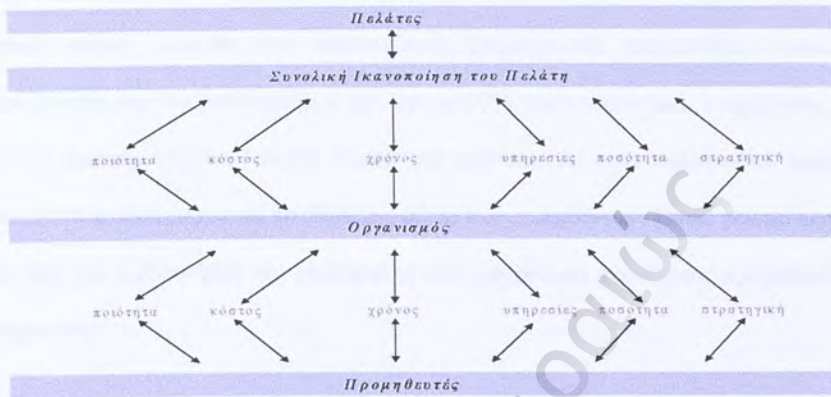 Πελάτες
Συνολική Ικανοποίηση του Πελάτη
ποιότητα κόστος χρόνος υπηρεσίες ποσότητα στρατηγική
Οργανισμός
ποιότητα κόστος χρόνος υπηρεσίες ποσότητα στρατηγική
Προμηθευτές